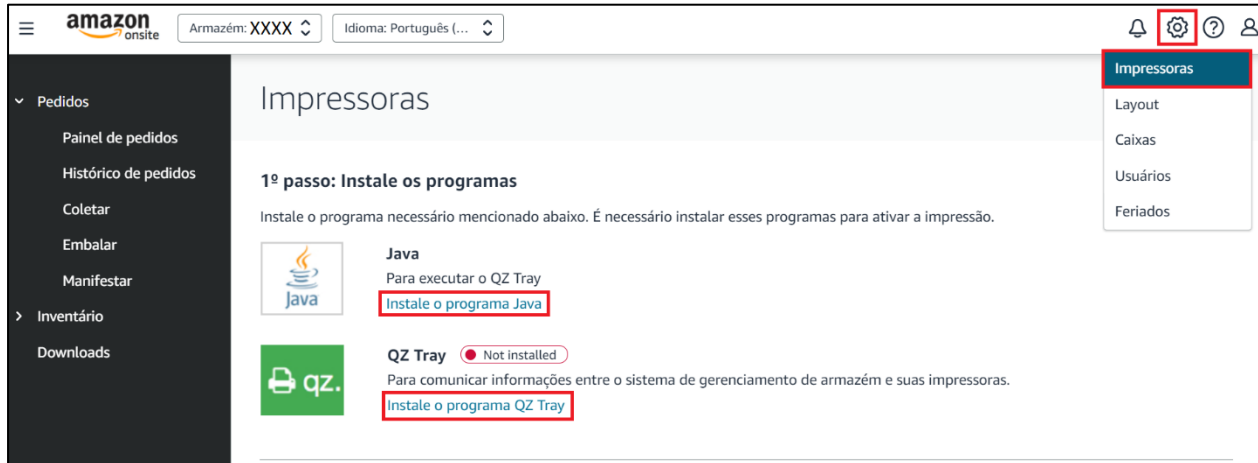 amazon
onsite
Armazém: XXXX
Idioma: Português (...
Impressoras
Layout
Caixas
Usuários
Feriados
Pedidos
Painel de pedidos
Histórico de pedidos
Coletar
Embalar
Manifestar
Inventário
Downloads
Impressoras
1º passo: Instale os programas
Instale o programa necessário mencionado abaixo. É necessário instalar esses programas para ativar a impressão.
Java
Java
Para executar o QZ Tray
Instale o programa Java
qz.
QZ Tray Not installed
Para comunicar informações entre o sistema de gerenciamento de armazém e suas impressoras.
Instale o programa QZ Tray